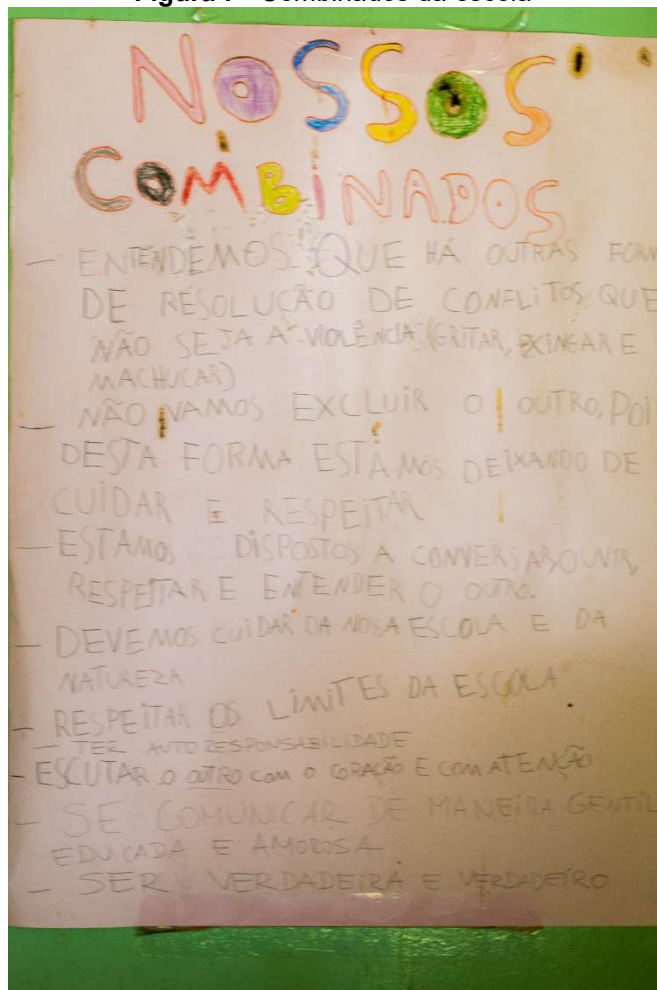 Combinados da escola
NOSSOS
COMBINADOS
- ENTENDEMOS QUE HÁ OUTRAS FORM
DE RESOLUÇÃO DE CONFLITOS QUE
NÃO SEJA A VIOLÊNCIA (GRITAR, XINGAR E
MACHUCAR)
- NÃO VAMOS EXCLUIR O OUTRO, POI
DESTA FORMA ESTAMOS DEIXANDO DE
CUIDAR E RESPEITAR
- ESTAMOS DISPOSTOS A CONVERSAR, OUVIR,
RESPEITAR E ENTENDER O OUTRO.
- DEVEMOS CUIDAR DA NOSSA ESCOLA E DA
NATUREZA
- RESPEITAR OS LIMITES DA ESCOLA
- TER AUTO RESPONSABILIDADE
- ESCUTAR O OUTRO COM O CORAÇÃO E COM ATENÇÃO
- SE COMUNICAR DE MANEIRA GENTIL
EDUCADA E AMOROSA
- SER VERDADEIRA E VERDADEIRO